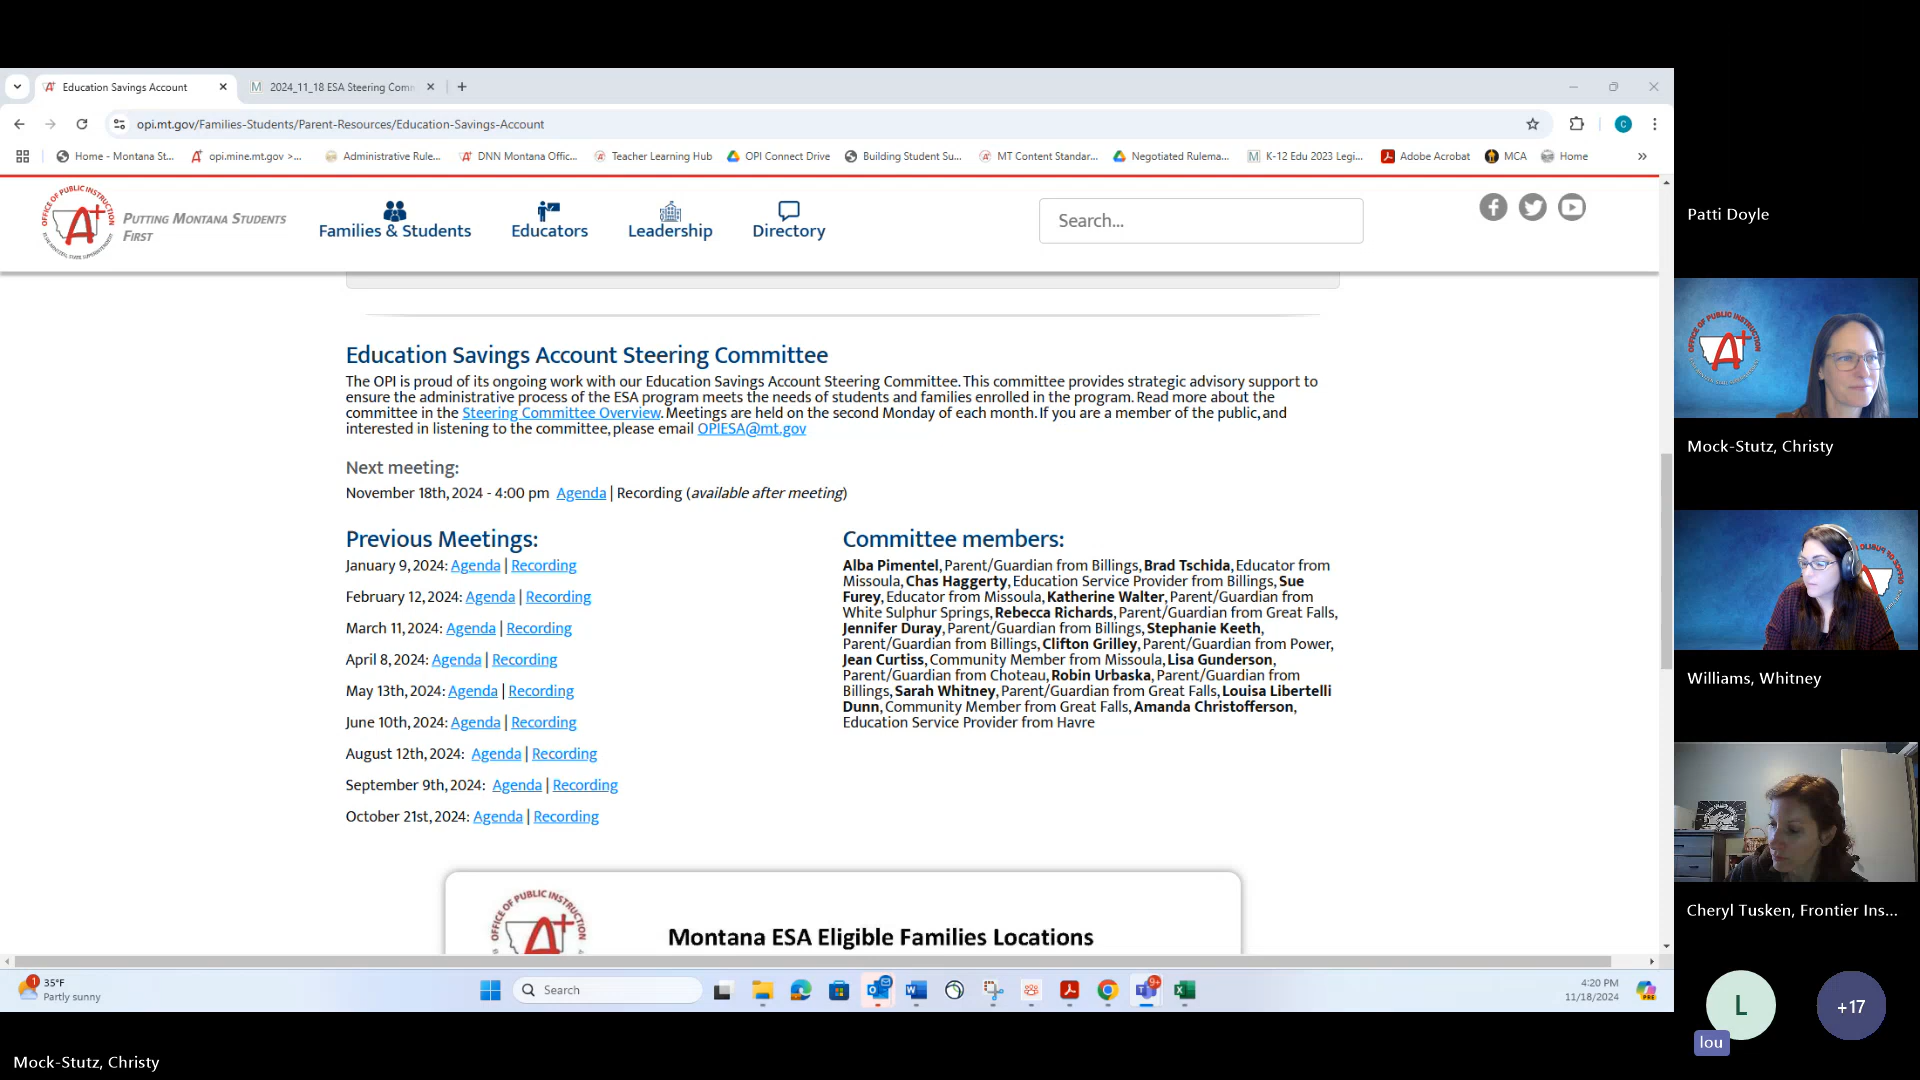 Education Savings Account
2024_11_18 ESA Steering Com
opi.mt.gov/Families-Students/Parent-Resources/Education-Savings-Account
C
Home - Montana St...
opi.mine.mt.gov >...
Administrative Rule...
DNN Montana Offic...
Teacher Learning Hub
OPI Connect Drive
Building Student Su...
MT Content Standar...
Negotiated Rulema...
K-12 Edu 2023 Legi...
Adobe Acrobat
MCA
Home
OFFICE OF PUBLIC INSTRUCTION
PUTTING MONTANA STUDENTS
FIRST
Families & Students
Educators
Leadership
Directory
Search...
Education Savings Account Steering Committee
The OPI is proud of its ongoing work with our Education Savings Account Steering Committee. This committee provides strategic advisory support to
ensure the administrative process of the ESA program meets the needs of students and families enrolled in the program. Read more about the
committee in the Steering Committee Overview. Meetings are held on the second Monday of each month. If you are a member of the public, and
interested in listening to the committee, please email OPIESA@mt.gov
Next meeting:
November 18th, 2024 - 4:00 pm Agenda | Recording (available after meeting)
Previous Meetings:
January 9, 2024: Agenda | Recording
February 12, 2024: Agenda | Recording
March 11, 2024: Agenda | Recording
April 8, 2024: Agenda | Recording
May 13th, 2024: Agenda | Recording
June 10th, 2024: Agenda | Recording
August 12th, 2024: Agenda | Recording
September 9th, 2024: Agenda | Recording
October 21st, 2024: Agenda | Recording
Committee members:
Alba Pimentel, Parent/Guardian from Billings, Brad Tschida, Educator from
Missoula, Chas Haggerty, Education Service Provider from Billings, Sue
Furey, Educator from Missoula, Katherine Walter, Parent/Guardian from
White Sulphur Springs, Rebecca Richards, Parent/Guardian from Great Falls,
Jennifer Duray, Parent/Guardian from Billings, Stephanie Keeth,
Parent/Guardian from Billings, Clifton Grilley, Parent/Guardian from Power,
Jean Curtiss, Community Member from Missoula, Lisa Gunderson,
Parent/Guardian from Choteau, Robin Urbaska, Parent/Guardian from
Billings, Sarah Whitney, Parent/Guardian from Great Falls, Louisa Libertelli
Dunn, Community Member from Great Falls, Amanda Christofferson,
Education Service Provider from Havre
OFFICE OF PUBLIC INSTRUCTION
Montana ESA Eligible Families Locations
1
35°F
Partly sunny
Search
9+
4:20 PM
11/18/2024
PRE
Patti Doyle
OFFICE OF PUBLIC INSTRUCTION
Mock-Stutz, Christy
Williams, Whitney
Cheryl Tusken, Frontier Ins...
L
lou
+17
Mock-Stutz, Christy